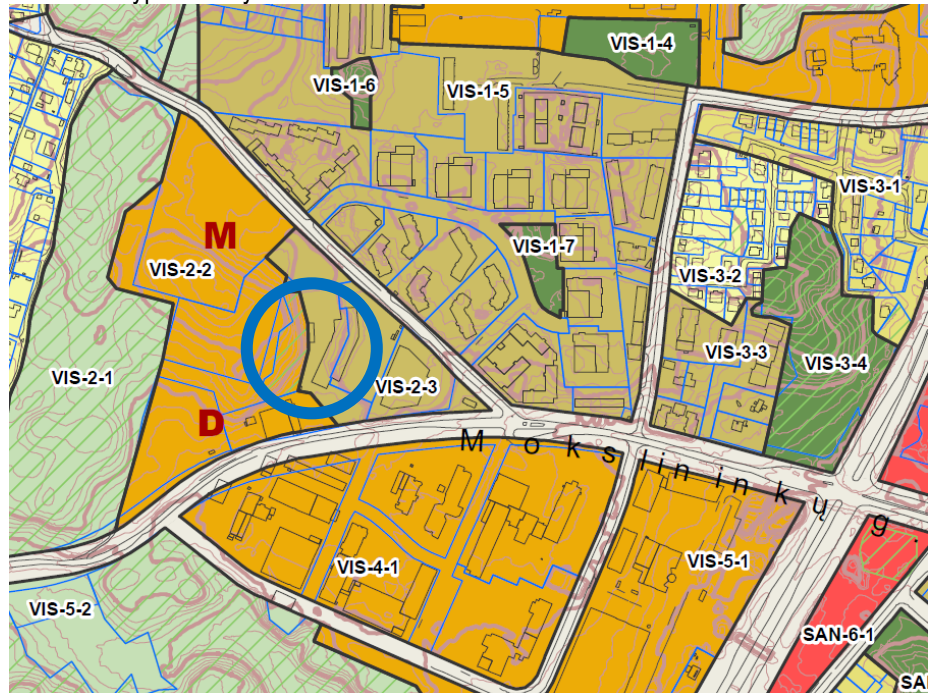 VIS-1-4
VIS-1-6
VIS-1-5
VIS-3-1
M
VIS-1-7
VIS-2-2
VIS-3-2
VIS-2-1
VIS-3-3
VIS-3-4
VIS-2-3
D
Mokslininkų g
VIS-4-1
VIS-5-1
VIS-5-2
SAN-6-1